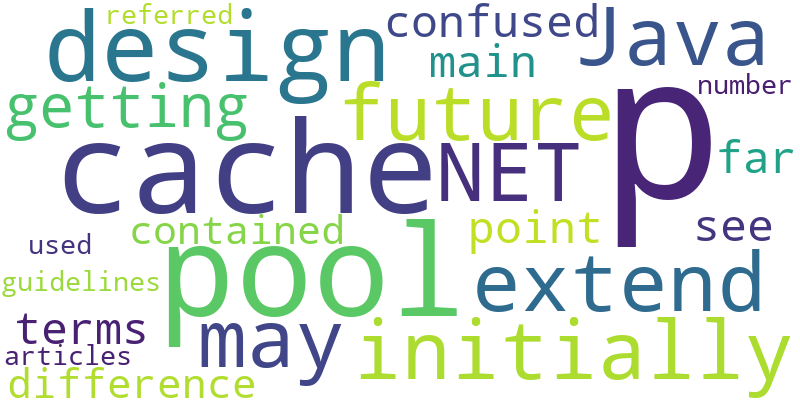 referred
confused
Java
design
main
number
getting
future
p
cache
NET
far
contained
point
see
used
pool
extend
guidelines
terms
may
initially
articles
difference